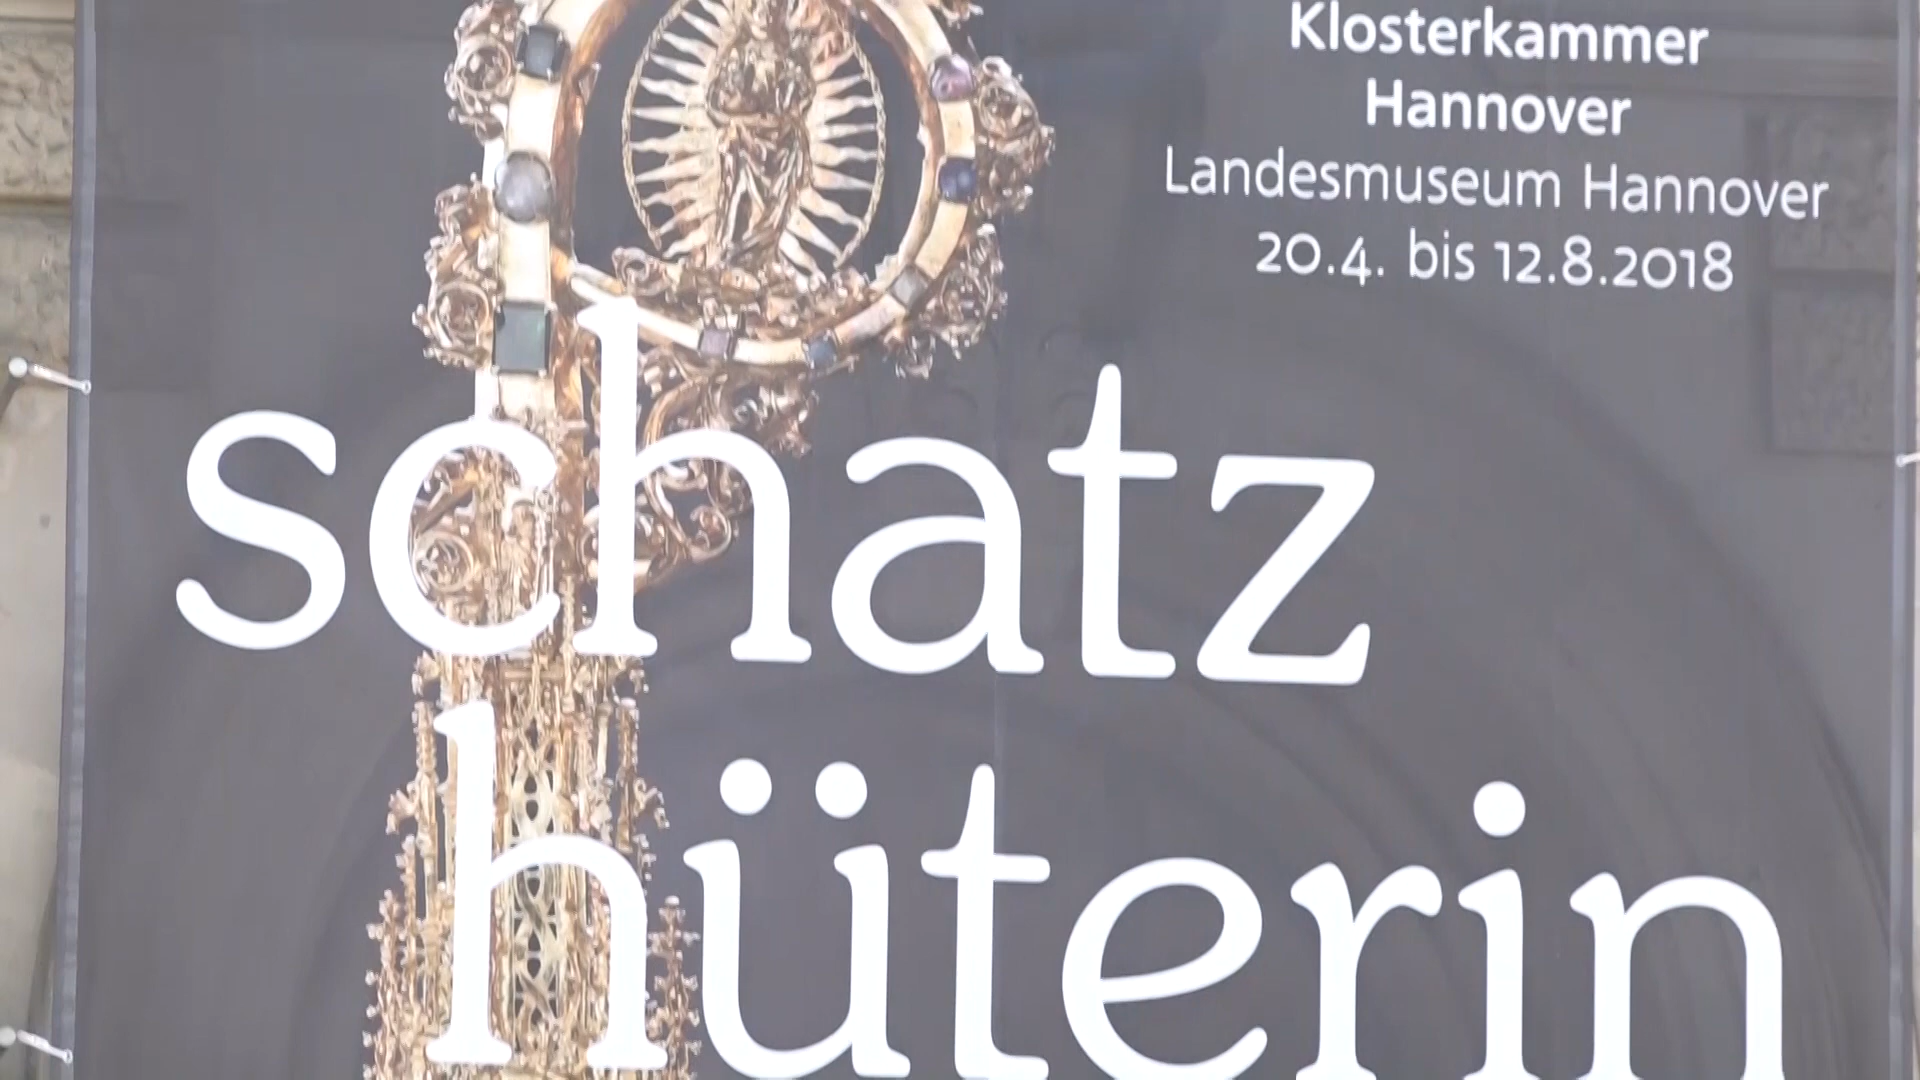 Klosterkammer
Hannover
Landesmuseum Hannover
20.4. bis 12.8.2018
schatz
hüterin